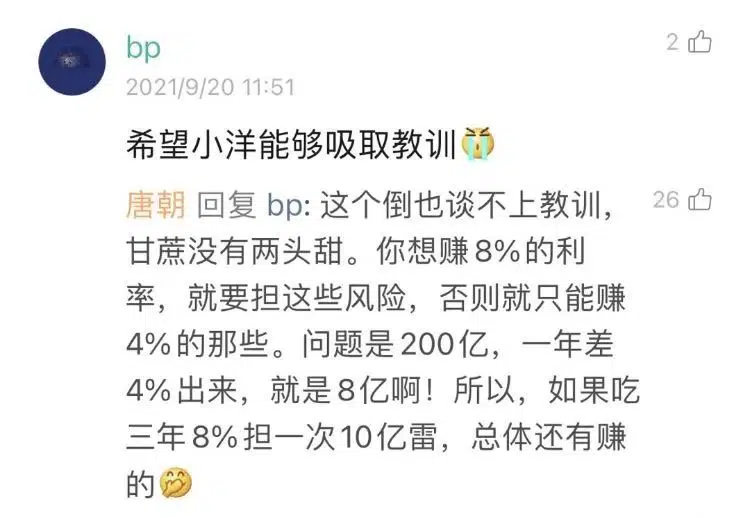 bp
2
2021/9/20 11:51
希望小洋能够吸取教训😭
唐朝 回复 bp: 这个倒也谈不上教训，
26
甘蔗没有两头甜。你想赚8%的利
率，就要担这些风险，否则就只能赚
4%的那些。问题是200亿，一年差
4%出来，就是8亿啊！所以，如果吃
三年8%担一次10亿雷，总体还有赚
的🤭